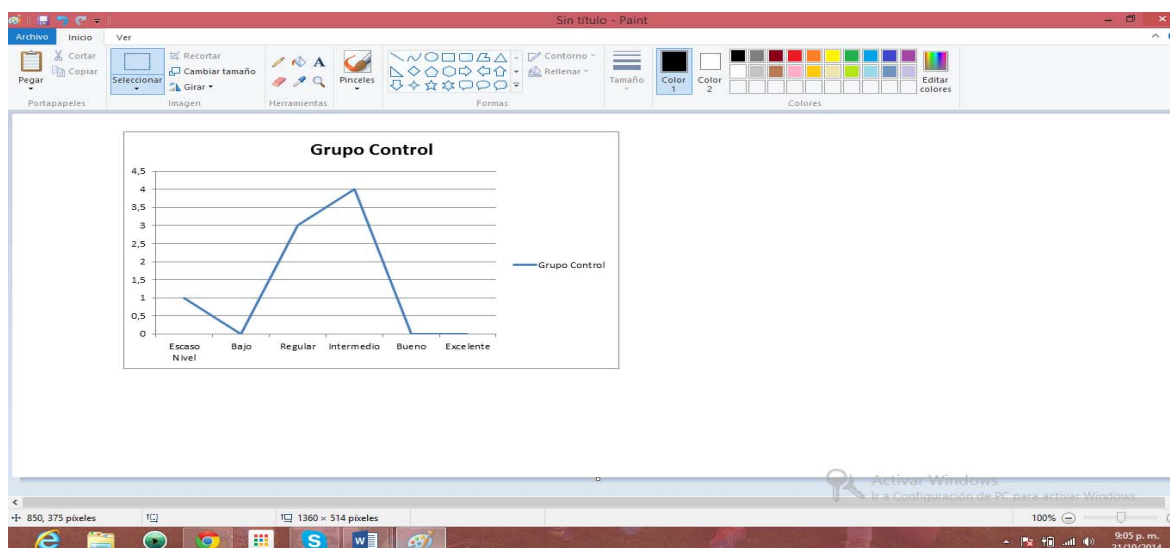 Sin título - Paint
Archivo Inicio Ver
Pegar
Cortar
Copiar
Portapapeles
Seleccionar
Recortar
Cambiar tamaño
Girar
Imagen
A
Herramientas
Pinceles
Contorno
Rellenar
Formas
Tamaño
Color 1
Color 2
Editar colores
Colores
Grupo Control
4,5
4
3,5
3
2,5
2
1,5
1
0,5
0
Escaso Bajo Regular Intermedio Bueno Excelente
Nivel
Grupo Control
Activar Windows
Ir a Configuración de PC para activar Windows.
850, 375 píxeles
1360 × 514 píxeles
100%
9:05 p. m.
21/10/2014